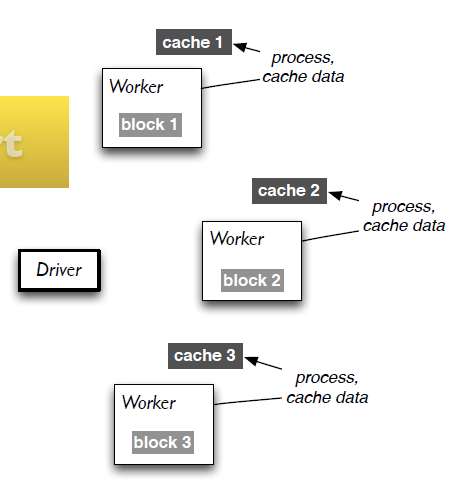 cache 1
process,
cache data
Worker
block 1
cache 2
process,
cache data
Worker
block 2
Driver
cache 3
process,
cache data
Worker
block 3